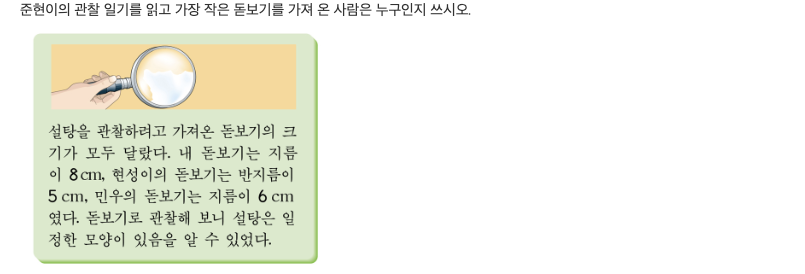 준현이의 관찰 일기를 읽고 가장 작은 돋보기를 가져 온 사람은 누구인지 쓰시오.
설탕을 관찰하려고 가져온 돋보기의 크
기가 모두 달랐다. 내 돋보기는 지름
이 8cm, 현성이의 돋보기는 반지름이
5 cm, 민우의 돋보기는 지름이 6 cm
였다. 돋보기로 관찰해 보니 설탕은 일
정한 모양이 있음을 알 수 있었다.